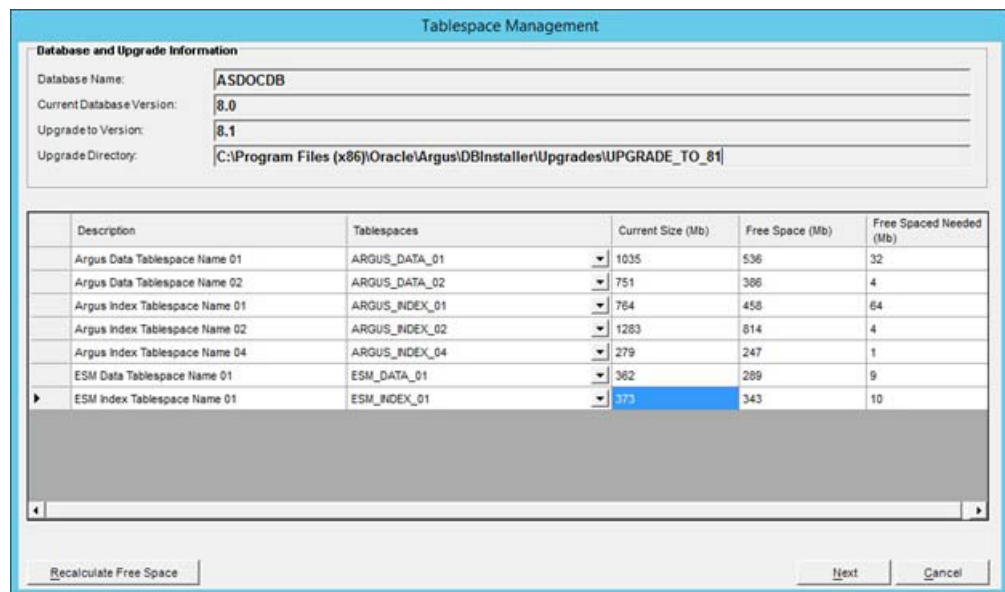 Tablespace Management
Database and Upgrade Information
Database Name: ASDOCDB
Current Database Version: 8.0
Upgrade to Version: 8.1
Upgrade Directory: C:\Program Files (x86)\Oracle\Argus\DBInstaller\Upgrades\UPGRADE_TO_81
Description Tablespaces Current Size (Mb) Free Space (Mb) Free Spaced Needed (Mb)
Argus Data Tablespace Name 01 ARGUS_DATA_01 1035 536 32
Argus Data Tablespace Name 02 ARGUS_DATA_02 751 386 4
Argus Index Tablespace Name 01 ARGUS_INDEX_01 764 458 64
Argus Index Tablespace Name 02 ARGUS_INDEX_02 1283 814 4
Argus Index Tablespace Name 04 ARGUS_INDEX_04 279 247 1
ESM Data Tablespace Name 01 ESM_DATA_01 362 289 9
ESM Index Tablespace Name 01 ESM_INDEX_01 373 343 10
Recalculate Free Space Next Cancel